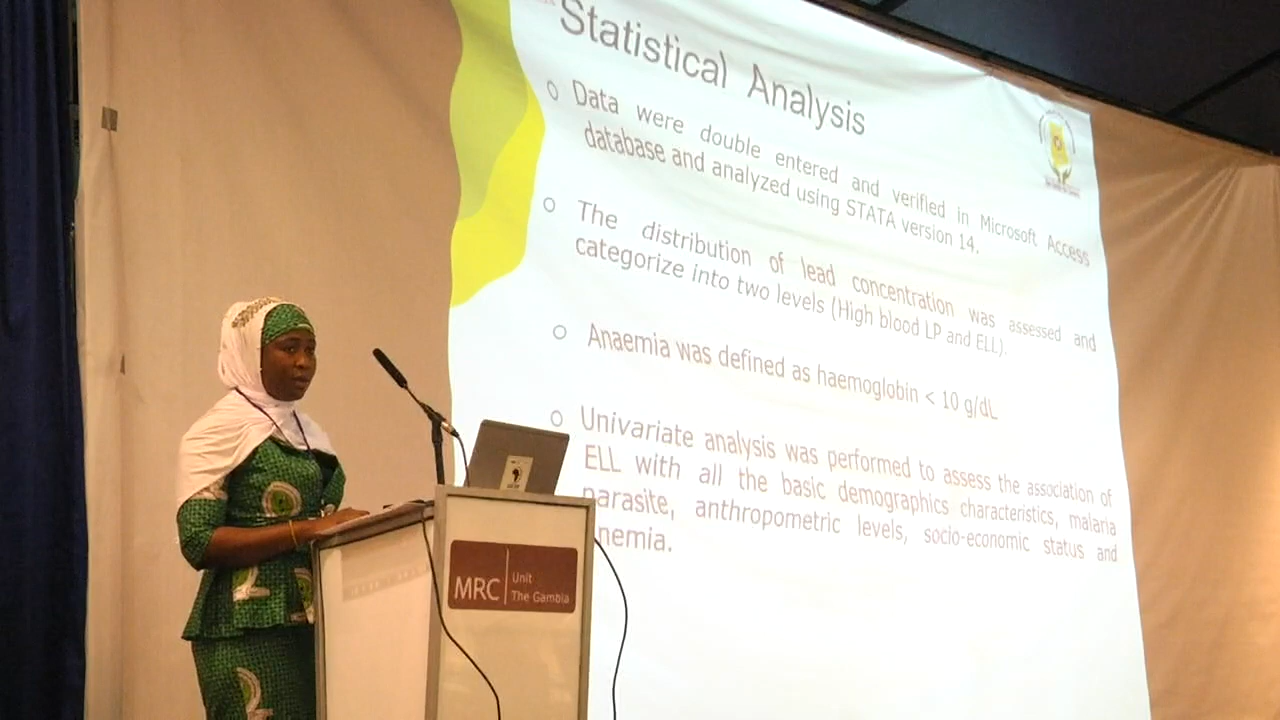 Statistical Analysis
Data were double entered and verified in Microsoft Access
database and analyzed using STATA version 14.
The distribution of lead concentration was assessed and
categorize into two levels (High blood LP and ELL).
Anaemia was defined as haemoglobin < 10 g/dL
Univariate analysis was performed to assess the association of
ELL with all the basic demographics characteristics, malaria
parasite, anthropometric levels, socio-economic status and
nemia.
MRC
Unit
The Gambia